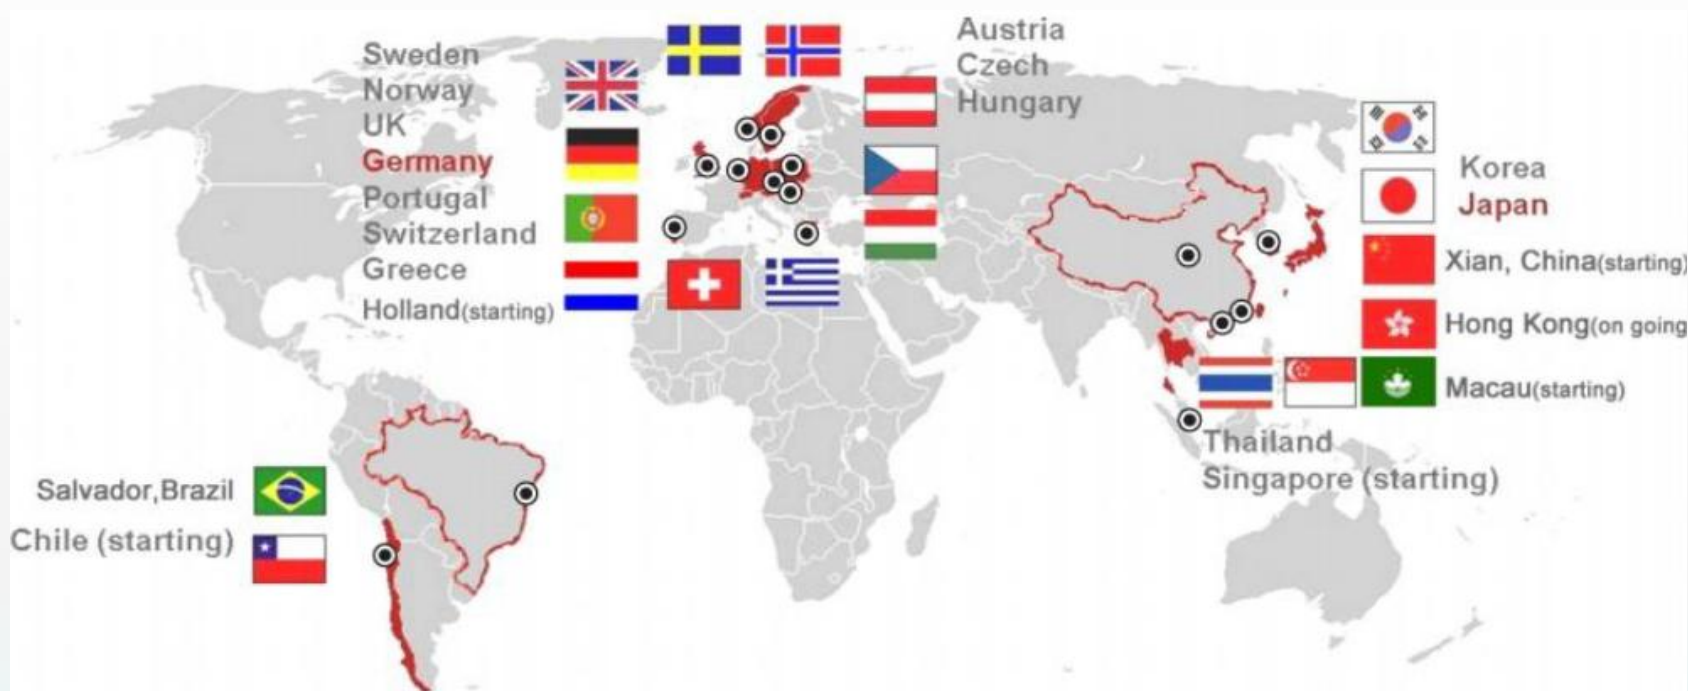 Sweden
Norway
UK
Germany
Portugal
Switzerland
Greece
Holland(starting)
Austria
Czech
Hungary
Korea
Japan
Xian, China(starting)
Hong Kong(on going
Macau(starting)
Thailand
Singapore (starting)
Salvador,Brazil
Chile (starting)